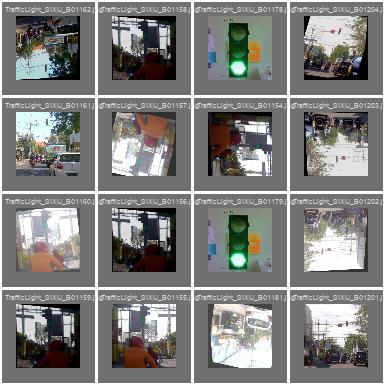 TrafficLight_SIXU_B01162.j
TrafficLight_SIXU_B01158.j
TrafficLight_SIXU_B01178.j
TrafficLight_SIXU_B01204.
TrafficLight_SIXU_B01161.j
TrafficLight_SIXU_B01157.j
TrafficLight_SIXU_B01154.j
TrafficLight_SIXU_B01203.
TrafficLight_SIXU_B01160.j
TrafficLight_SIXU_B01156.j
TrafficLight_SIXU_B01179.j
TrafficLight_SIXU_B01202.
TrafficLight_SIXU_B01159.j
TrafficLight_SIXU_B01155.j
TrafficLight_SIXU_B01181.j
TrafficLight_SIXU_B01201.